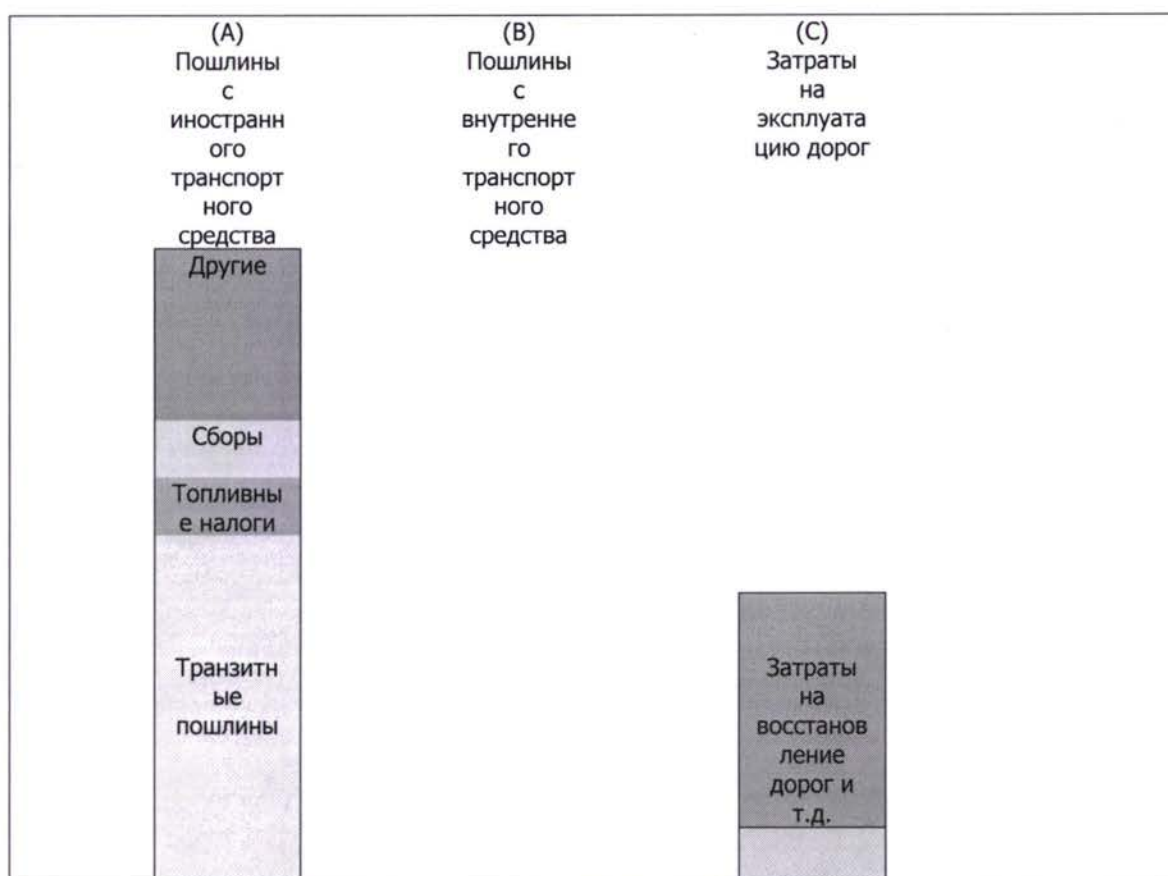 (A)
Пошлины
с
иностранн
ого
транспорт
ного
средства
Другие
Сборы
Топливны
е налоги
Транзитн
ые
пошлины
(B)
Пошлины
с
внутренне
го
транспорт
ного
средства
(C)
Затраты
на
эксплуата
цию дорог
Затраты
на
восстанов
ление
дорог и
т.д.